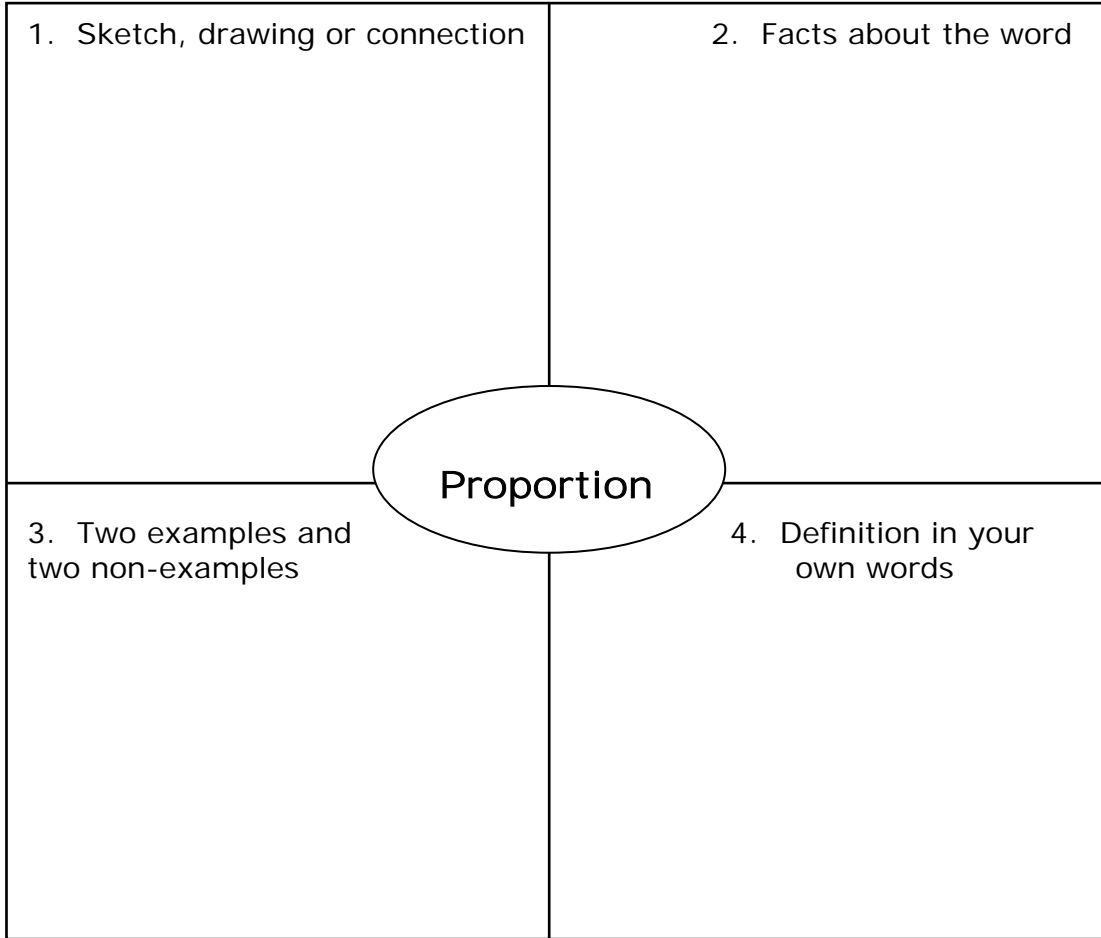 1. Sketch, drawing or connection
2. Facts about the word
Proportion
3. Two examples and
two non-examples
4. Definition in your
own words